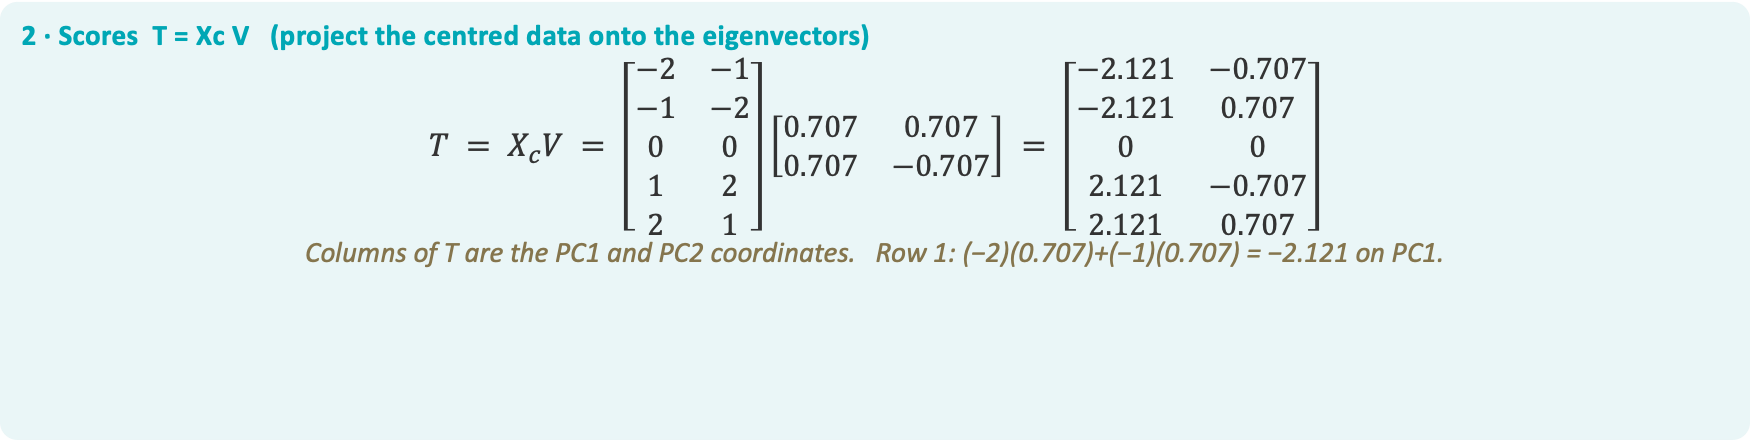 2 · Scores  T = Xc V  (project the centred data onto the eigenvectors)
T = X_cV = [−2 −1; −1 −2; 0 0; 1 2; 2 1] [0.707 0.707; 0.707 −0.707] = [−2.121 −0.707; −2.121 0.707; 0 0; 2.121 −0.707; 2.121 0.707]
Columns of T are the PC1 and PC2 coordinates.  Row 1: (−2)(0.707)+(−1)(0.707) = −2.121 on PC1.